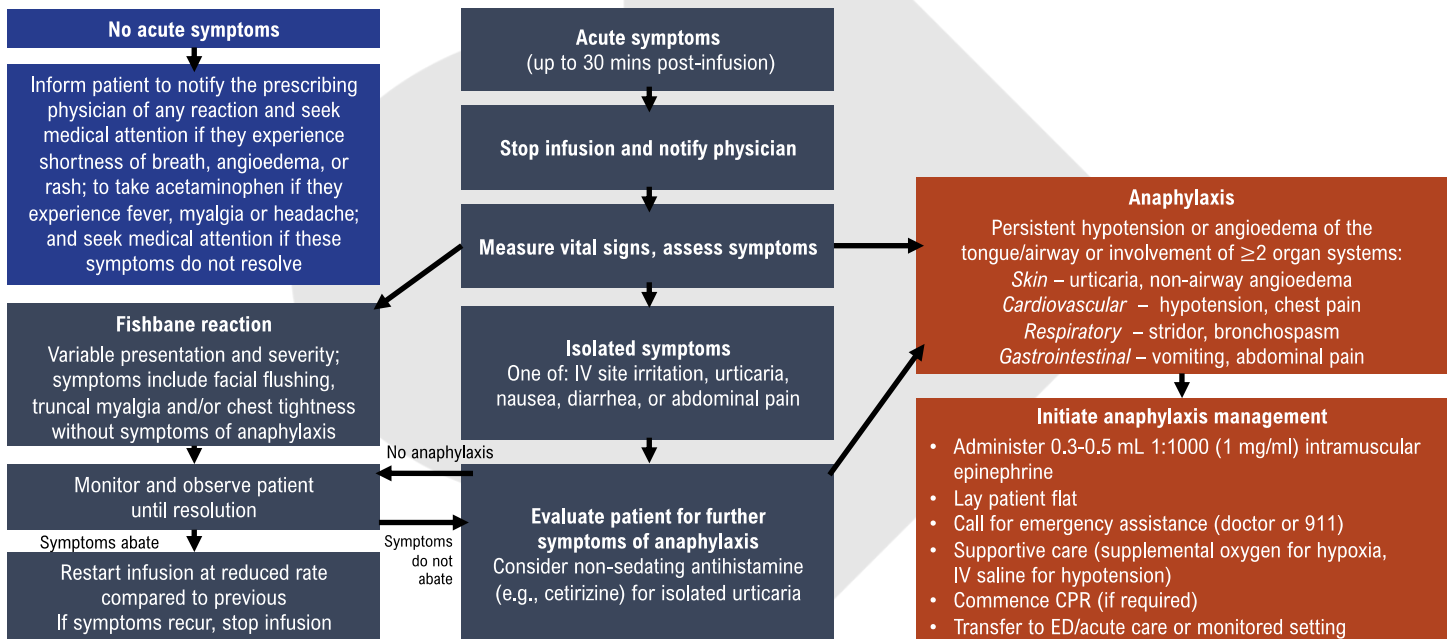 No acute symptoms
Inform patient to notify the prescribing
physician of any reaction and seek
medical attention if they experience
shortness of breath, angioedema, or
rash; to take acetaminophen if they
experience fever, myalgia or headache;
and seek medical attention if these
symptoms do not resolve
Fishbane reaction
Variable presentation and severity;
symptoms include facial flushing,
truncal myalgia and/or chest tightness
without symptoms of anaphylaxis
Monitor and observe patient
until resolution
Symptoms abate
Restart infusion at reduced rate
compared to previous
If symptoms recur, stop infusion
No anaphylaxis
Symptoms
do not
abate
Acute symptoms
(up to 30 mins post-infusion)
Stop infusion and notify physician
Measure vital signs, assess symptoms
Isolated symptoms
One of: IV site irritation, urticaria,
nausea, diarrhea, or abdominal pain
Evaluate patient for further
symptoms of anaphylaxis
Consider non-sedating antihistamine
(e.g., cetirizine) for isolated urticaria
Anaphylaxis
Persistent hypotension or angioedema of the
tongue/airway or involvement of ≥2 organ systems:
Skin – urticaria, non-airway angioedema
Cardiovascular – hypotension, chest pain
Respiratory – stridor, bronchospasm
Gastrointestinal – vomiting, abdominal pain
Initiate anaphylaxis management
• Administer 0.3-0.5 mL 1:1000 (1 mg/ml) intramuscular
epinephrine
• Lay patient flat
• Call for emergency assistance (doctor or 911)
• Supportive care (supplemental oxygen for hypoxia,
IV saline for hypotension)
• Commence CPR (if required)
• Transfer to ED/acute care or monitored setting